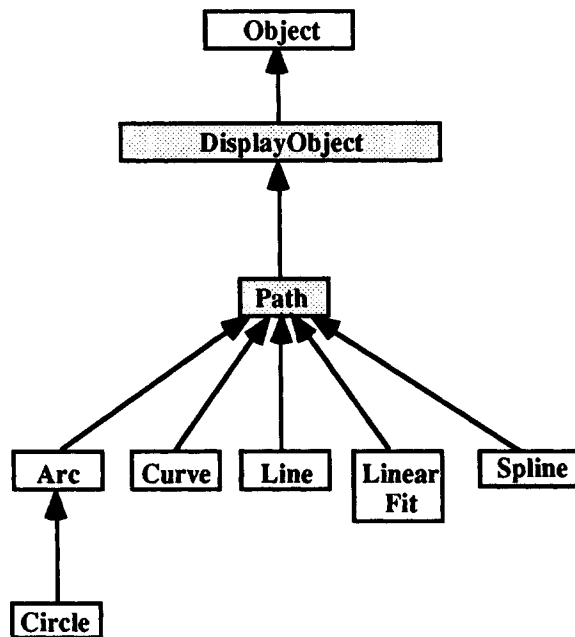 Object
DisplayObject
Path
Arc
Curve
Line
Linear
Fit
Spline
Circle